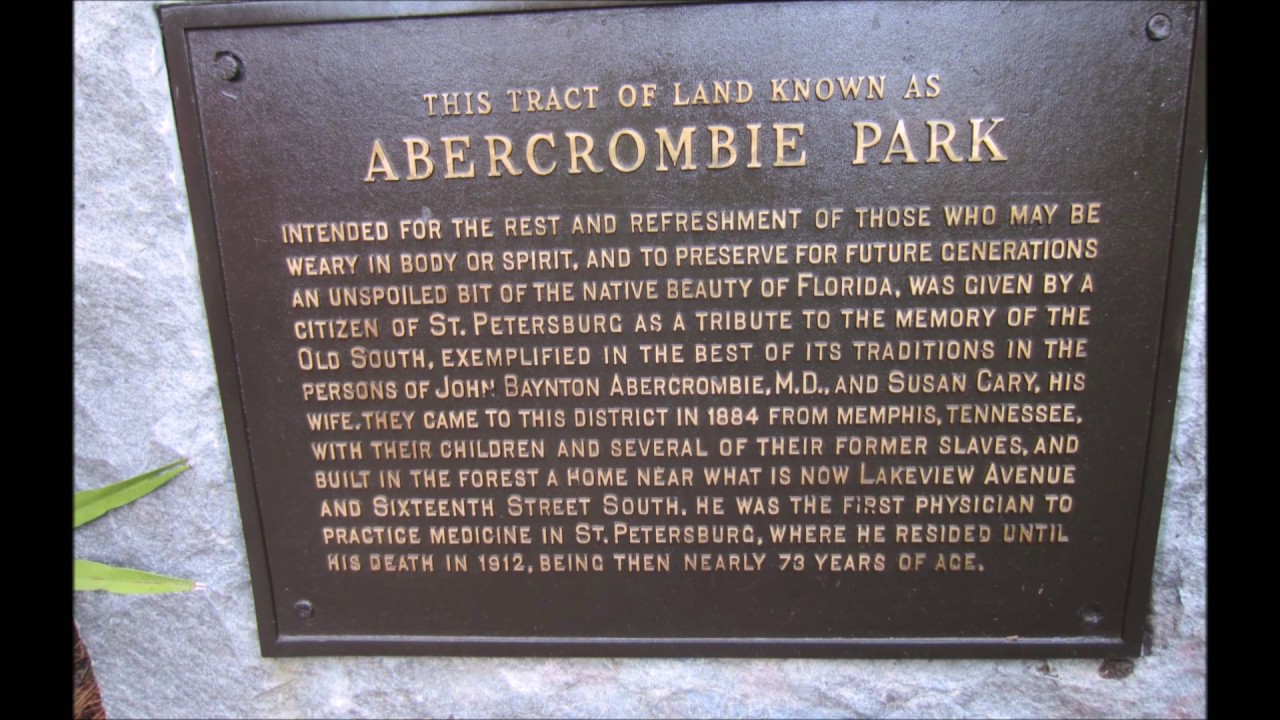 THIS TRACT OF LAND KNOWN AS
ABERCROMBIE PARK
INTENDED FOR THE REST AND REFRESHMENT OF THOSE WHO MAY BE
WEARY IN BODY OR SPIRIT, AND TO PRESERVE FOR FUTURE GENERATIONS
AN UNSPOILED BIT OF THE NATIVE BEAUTY OF FLORIDA, WAS GIVEN BY A
CITIZEN OF ST. PETERSBURG AS A TRIBUTE TO THE MEMORY OF THE
OLD SOUTH, EXEMPLIFIED IN THE BEST OF ITS TRADITIONS IN THE
PERSONS OF JOHN BAYNTON ABERCROMBIE, M.D., AND SUSAN CARY, HIS
WIFE. THEY CAME TO THIS DISTRICT IN 1884 FROM MEMPHIS, TENNESSEE,
WITH THEIR CHILDREN AND SEVERAL OF THEIR FORMER SLAVES, AND
BUILT IN THE FOREST A HOME NEAR WHAT IS NOW LAKEVIEW AVENUE
AND SIXTEENTH STREET SOUTH. HE WAS THE FIRST PHYSICIAN TO
PRACTICE MEDICINE IN ST. PETERSBURG, WHERE HE RESIDED UNTIL
HIS DEATH IN 1912, BEING THEN NEARLY 73 YEARS OF AGE.